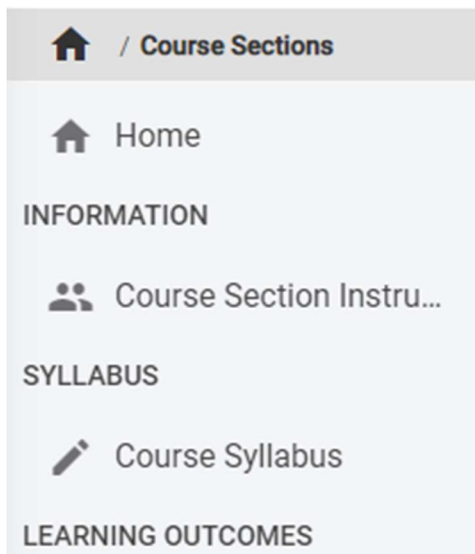 / Course Sections
Home
INFORMATION
Course Section Instru...
SYLLABUS
Course Syllabus
LEARNING OUTCOMES